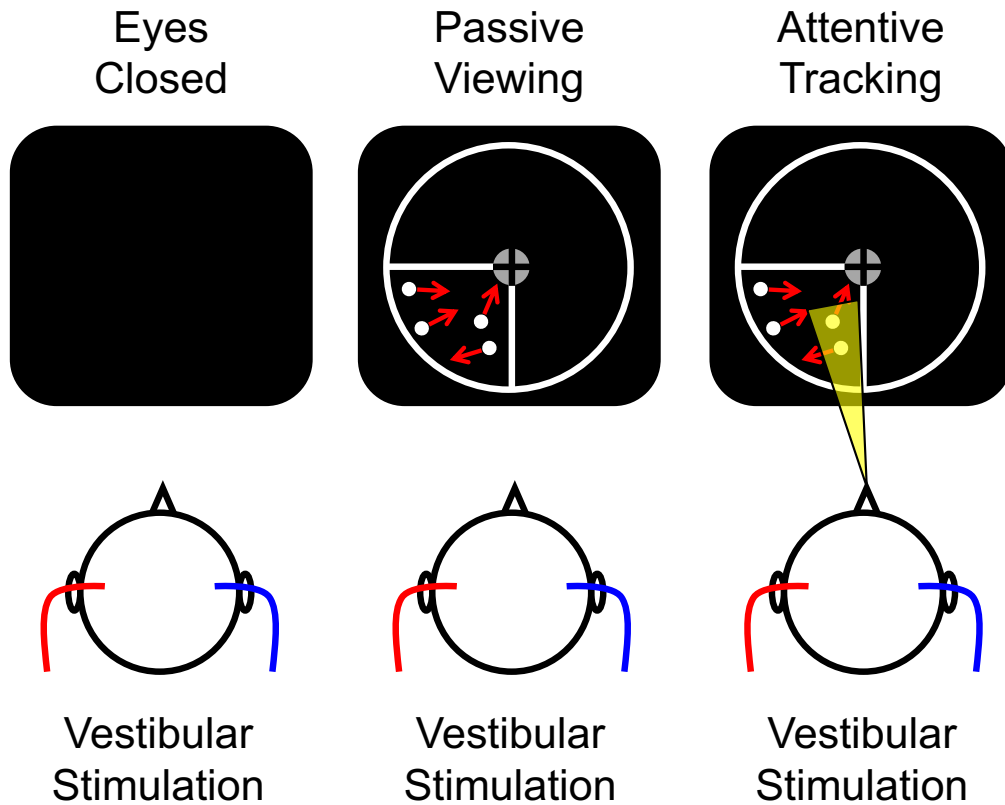 Eyes
Closed
Passive
Viewing
Attentive
Tracking
Vestibular
Stimulation
Vestibular
Stimulation
Vestibular
Stimulation